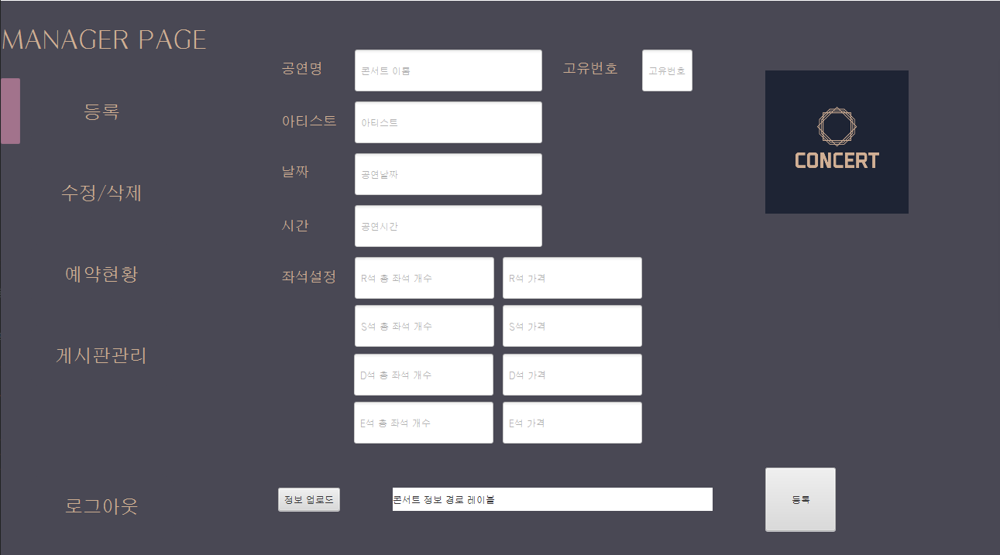 MANAGER PAGE
등록
수정/삭제
예약현황
게시판관리
로그아웃
공연명
콘서트 이름
고유번호
고유번호
아티스트
아티스트
날짜
공연날짜
시간
공연시간
좌석설정
R석 총 좌석 개수
R석 가격
S석 총 좌석 개수
S석 가격
D석 총 좌석 개수
D석 가격
E석 총 좌석 개수
E석 가격
정보 업로드
콘서트 정보 경로 레이블
등록
CONCERT